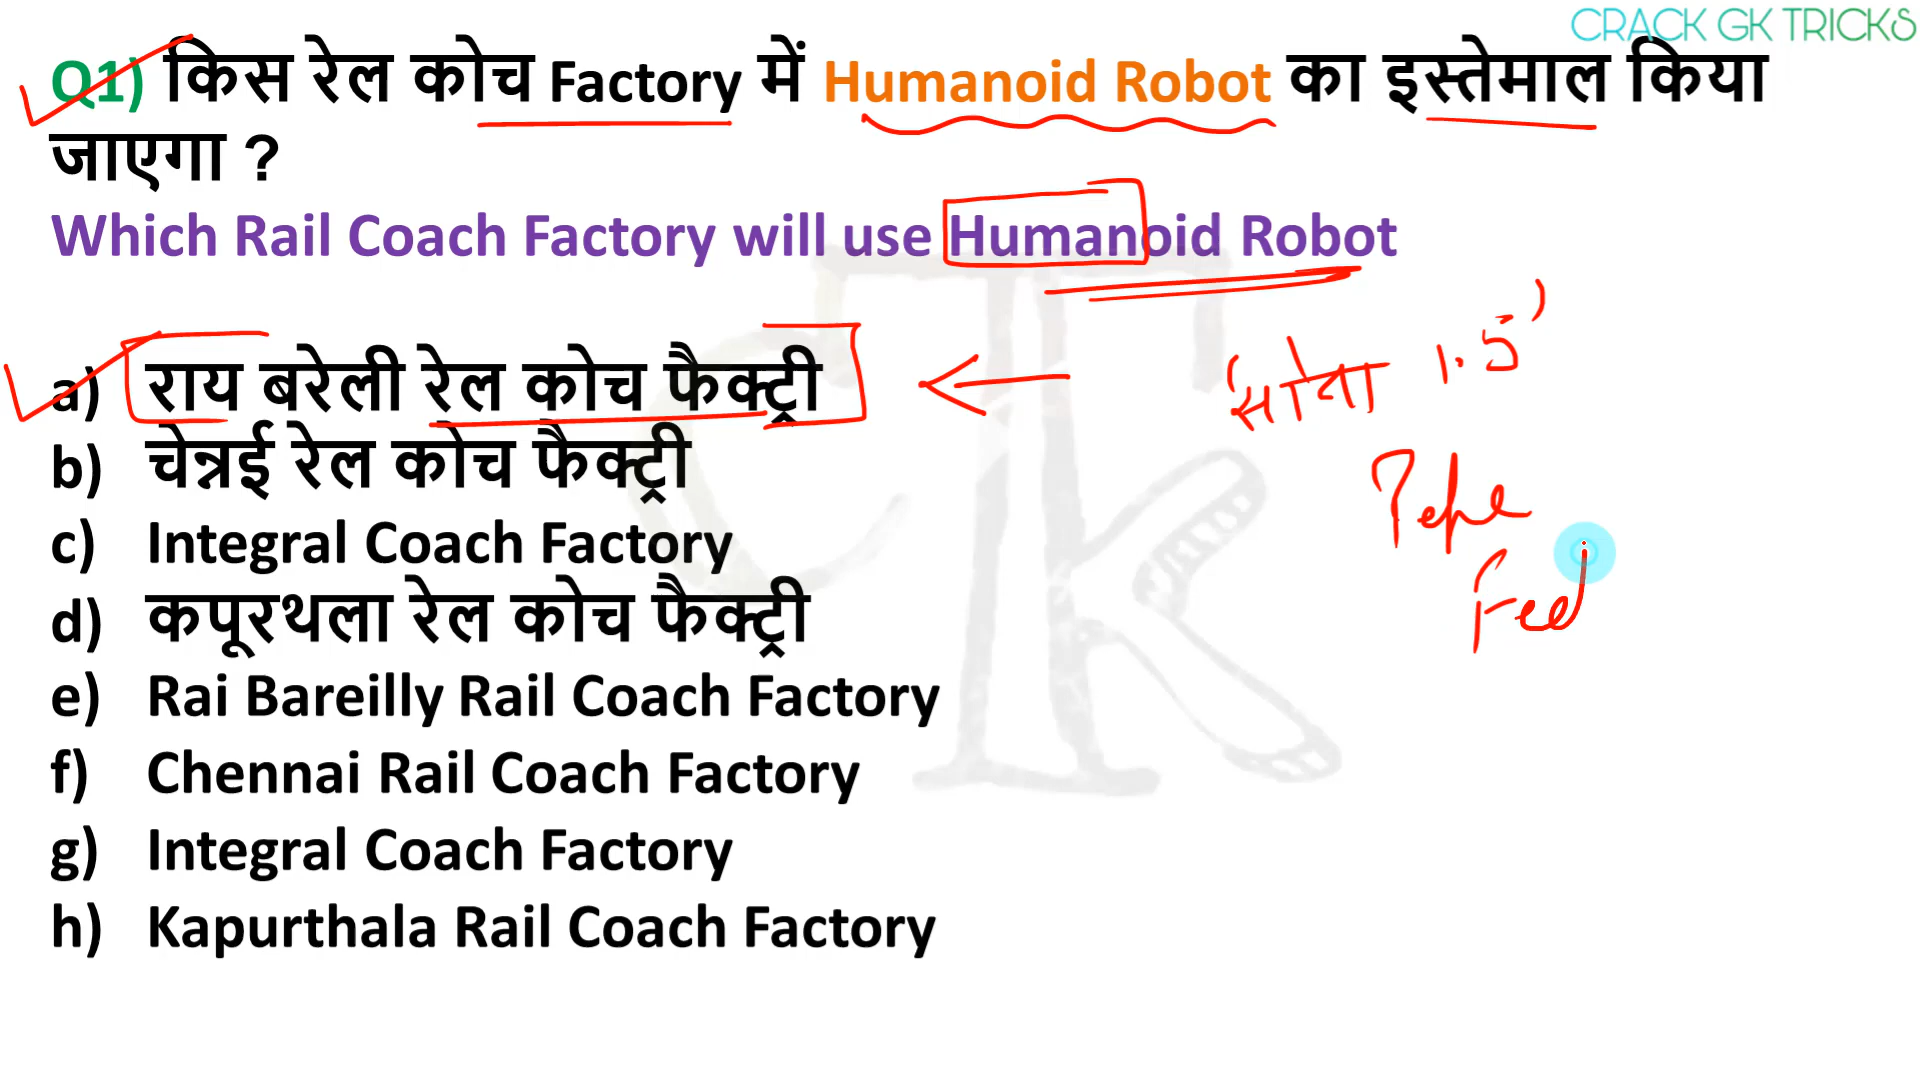 CRACK GK TRICKS
Q1) किस रेल कोच Factory में Humanoid Robot का इस्तेमाल किया
जाएगा ?
Which Rail Coach Factory will use Humanoid Robot
a) राय बरेली रेल कोच फैक्ट्री
b) चेन्नई रेल कोच फैक्ट्री
c) Integral Coach Factory
d) कपूरथला रेल कोच फैक्ट्री
e) Rai Bareilly Rail Coach Factory
f) Chennai Rail Coach Factory
g) Integral Coach Factory
h) Kapurthala Rail Coach Factory
1.5